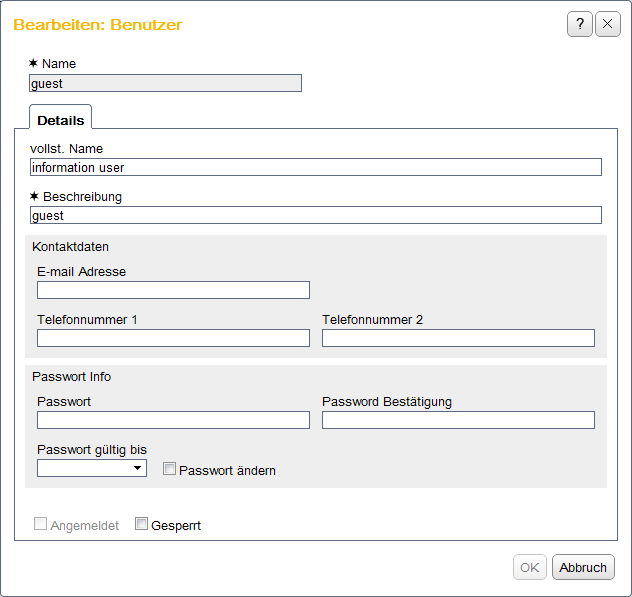 Bearbeiten: Benutzer
?
✶ Name
guest
Details
vollst. Name
information user
✶ Beschreibung
guest
Kontaktdaten
E-mail Adresse
Telefonnummer 1 Telefonnummer 2
Passwort Info
Passwort Password Bestätigung
Passwort gültig bis
Passwort ändern
Angemeldet Gesperrt
OK Abbruch